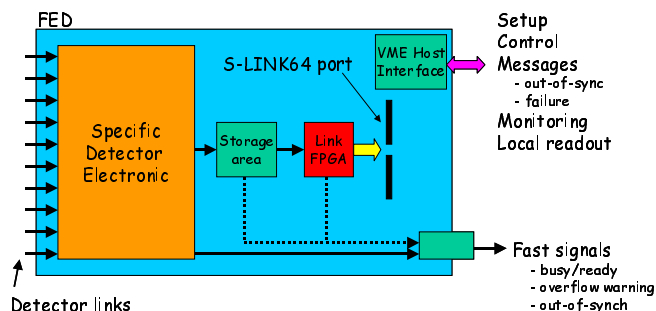 FED
S-LINK64 port
VME Host
Interface
Setup
Control
Messages
- out-of-sync
- failure
Monitoring
Local readout
Specific
Detector
Electronic
Storage
area
Link
FPGA
Fast signals
- busy/ready
- overflow warning
- out-of-synch
Detector links